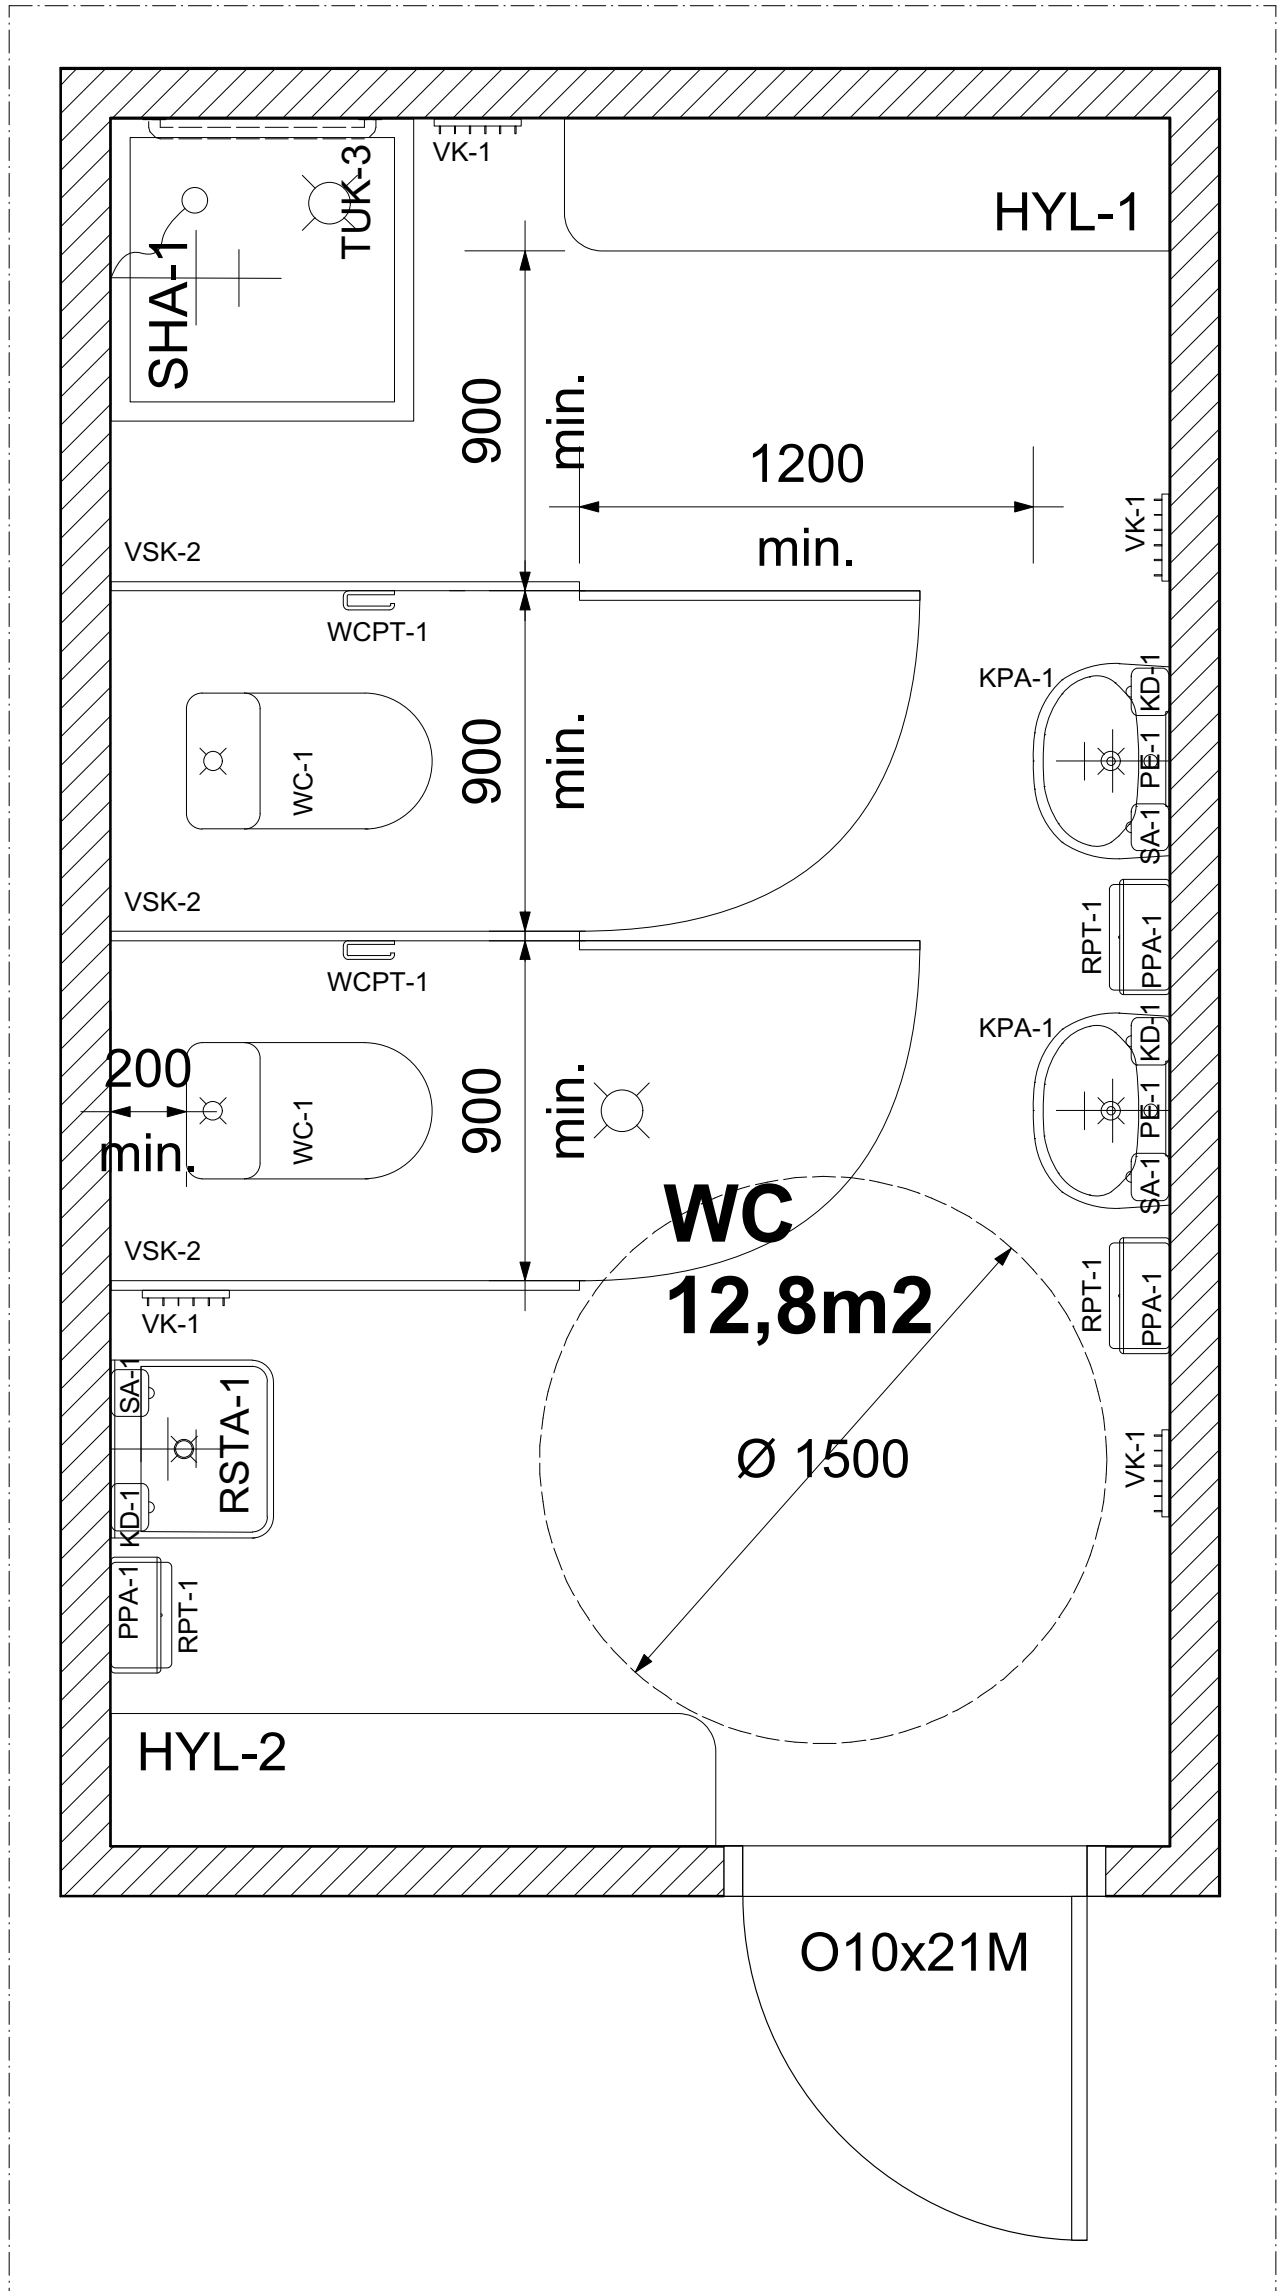 TUK-3
VK-1
HYL-1
SHA-1
900
min.
1200
min.
VK-1
VSK-2
WCPT-1
KPA-1
KD-1
PE-1
SA-1
WC-1
900
min.
VSK-2
RPT-1
PPA-1
WCPT-1
KPA-1
KD-1
PE-1
SA-1
200
min.
WC-1
900
min.
WC
12,8m2
VSK-2
RPT-1
PPA-1
VK-1
SA-1
RSTA-1
KD-1
Ø 1500
VK-1
PPA-1
RPT-1
HYL-2
O10x21M